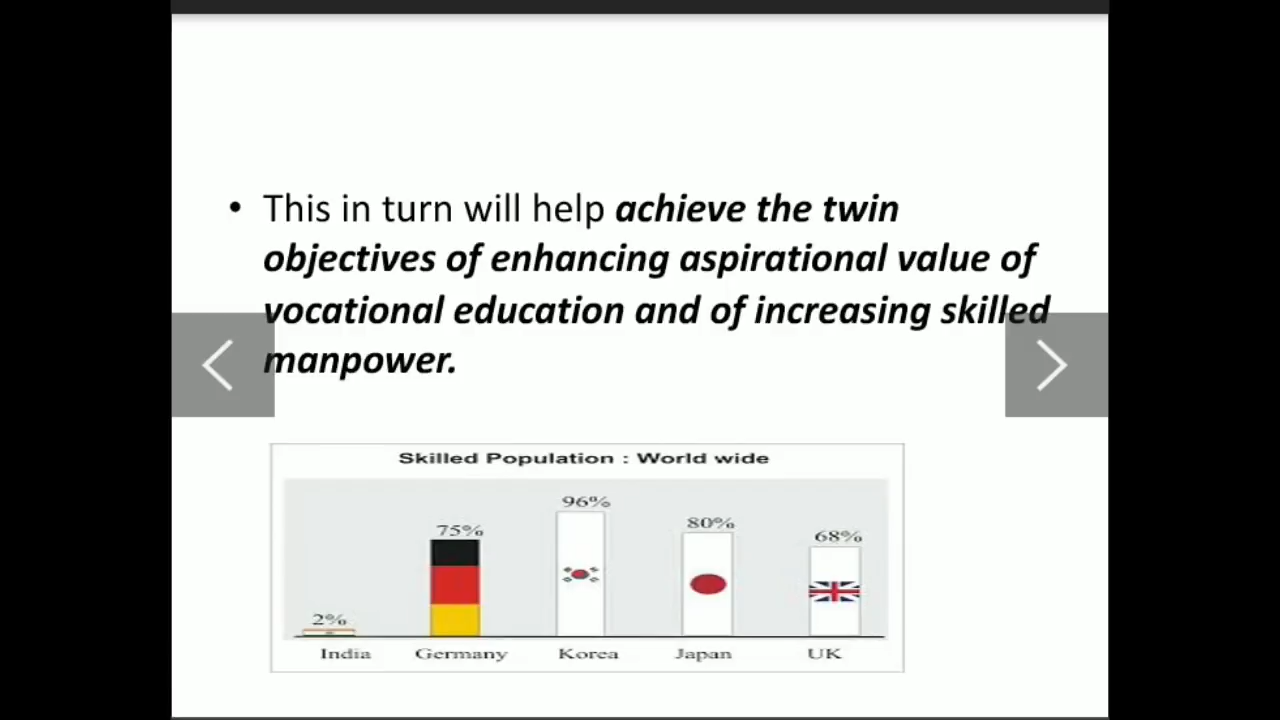 • This in turn will help achieve the twin
objectives of enhancing aspirational value of
vocational education and of increasing skilled
manpower.
Skilled Population : World wide
96%
80%
75%
68%
2%
India Germany Korea Japan UK